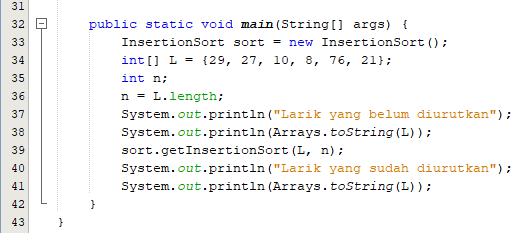 31
32 public static void main(String[] args) {
33 InsertionSort sort = new InsertionSort();
34 int[] L = {29, 27, 10, 8, 76, 21};
35 int n;
36 n = L.length;
37 System.out.println("Larik yang belum diurutkan");
38 System.out.println(Arrays.toString(L));
39 sort.getInsertionSort(L, n);
40 System.out.println("Larik yang sudah diurutkan");
41 System.out.println(Arrays.toString(L));
42 }
43 }